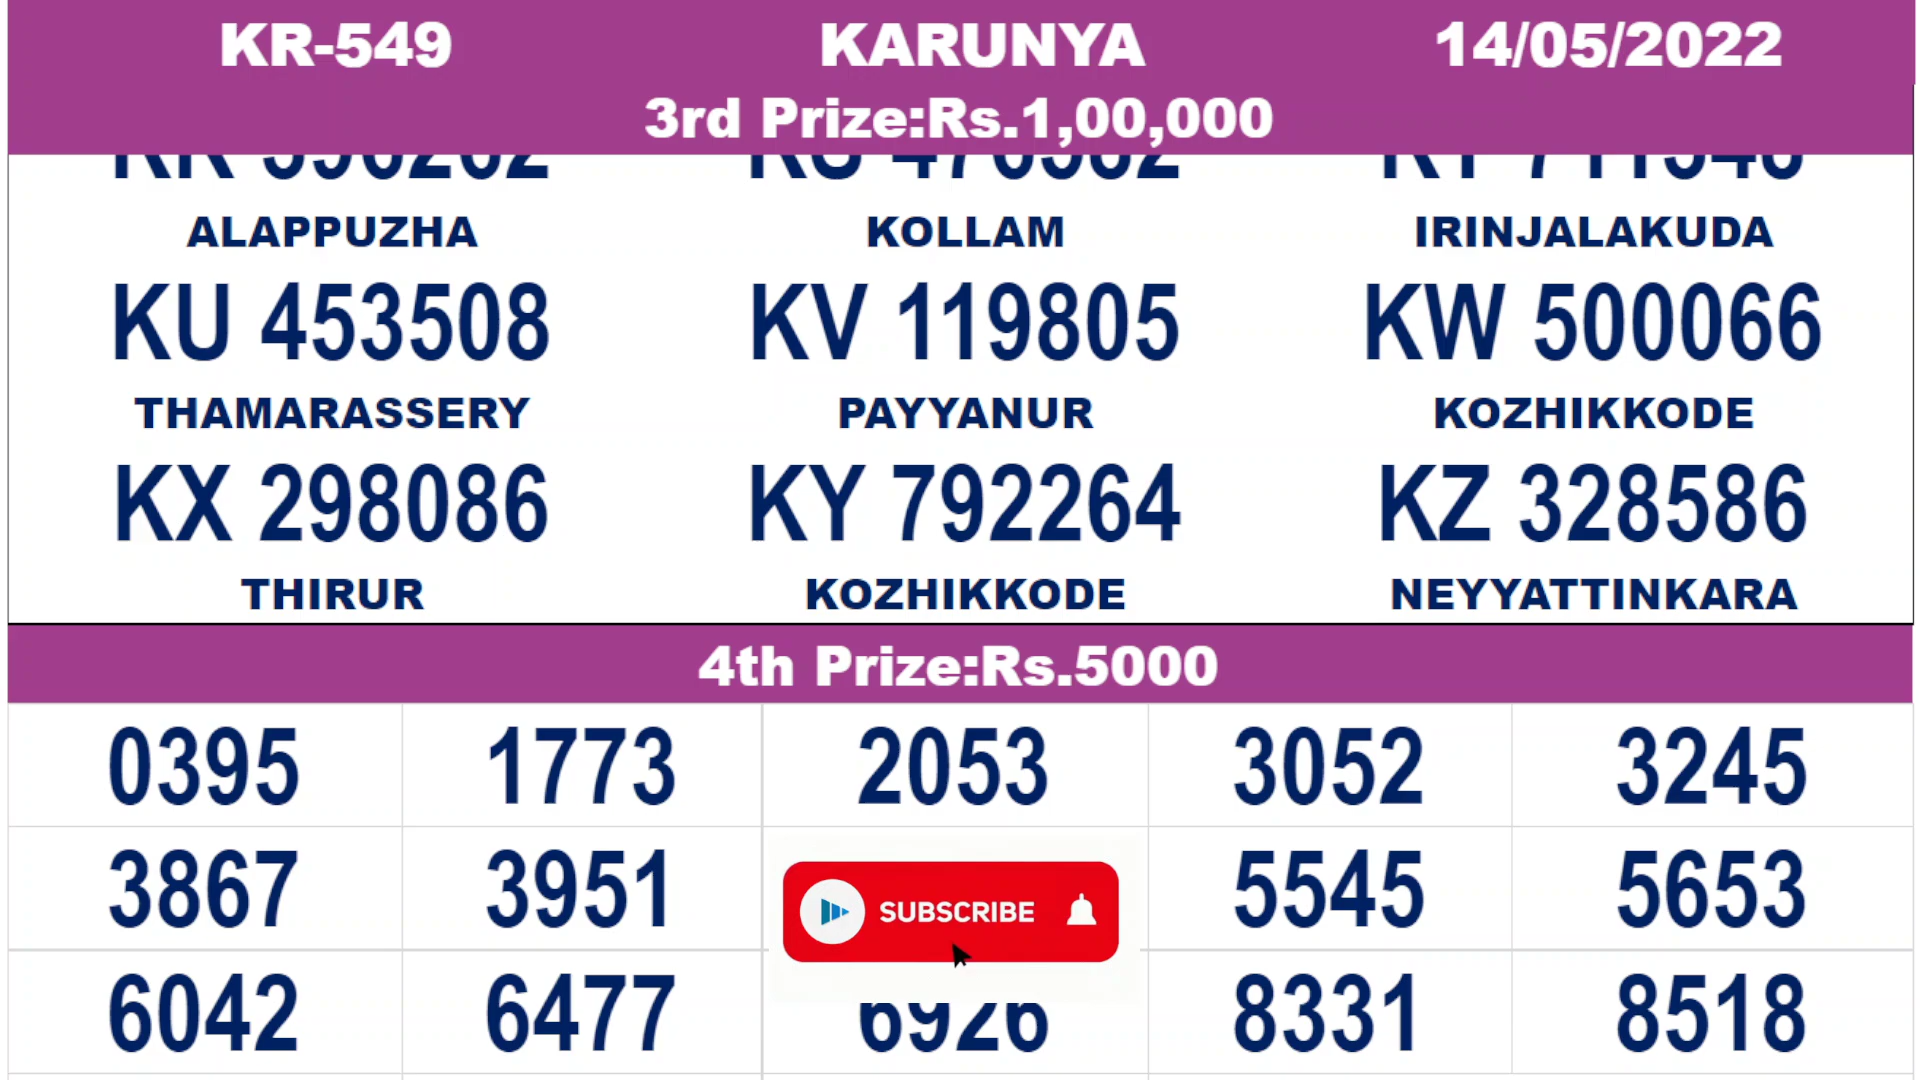 KR-549 KARUNYA 14/05/2022
3rd Prize:Rs.1,00,000
ALAPPUZHA KOLLAM IRINJALAKUDA
KU 453508 KV 119805 KW 500066
THAMARASSERY PAYYANUR KOZHIKKODE
KX 298086 KY 792264 KZ 328586
THIRUR KOZHIKKODE NEYYATTINKARA
4th Prize:Rs.5000
0395 1773 2053 3052 3245
3867 3951 SUBSCRIBE 5545 5653
6042 6477 6926 8331 8518